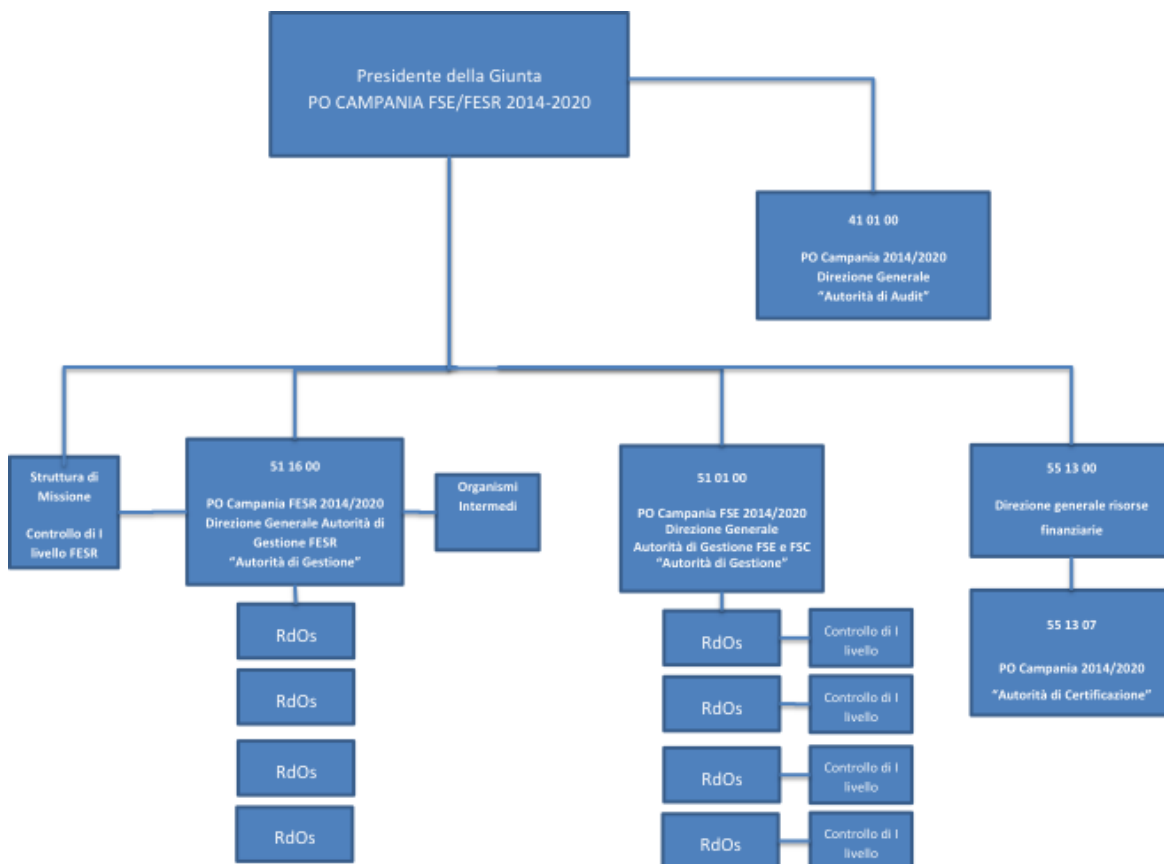 Presidente della Giunta
PO CAMPANIA FSE/FESR 2014-2020
41 01 00
PO Campania 2014/2020
Direzione Generale
“Autorità di Audit”
Struttura di
Missione
Controllo di I
livello FESR
51 16 00
PO Campania FESR 2014/2020
Direzione Generale Autorità di
Gestione FESR
“Autorità di Gestione”
Organismi
Intermedi
51 01 00
PO Campania FSE 2014/2020
Direzione Generale
Autorità di Gestione FSE e FSC
“Autorità di Gestione”
55 13 00
Direzione generale risorse
finanziarie
55 13 07
PO Campania 2014/2020
“Autorità di Certificazione”
RdOs
RdOs
RdOs
RdOs
RdOs
Controllo di I
livello
RdOs
Controllo di I
livello
RdOs
Controllo di I
livello
RdOs
Controllo di I
livello